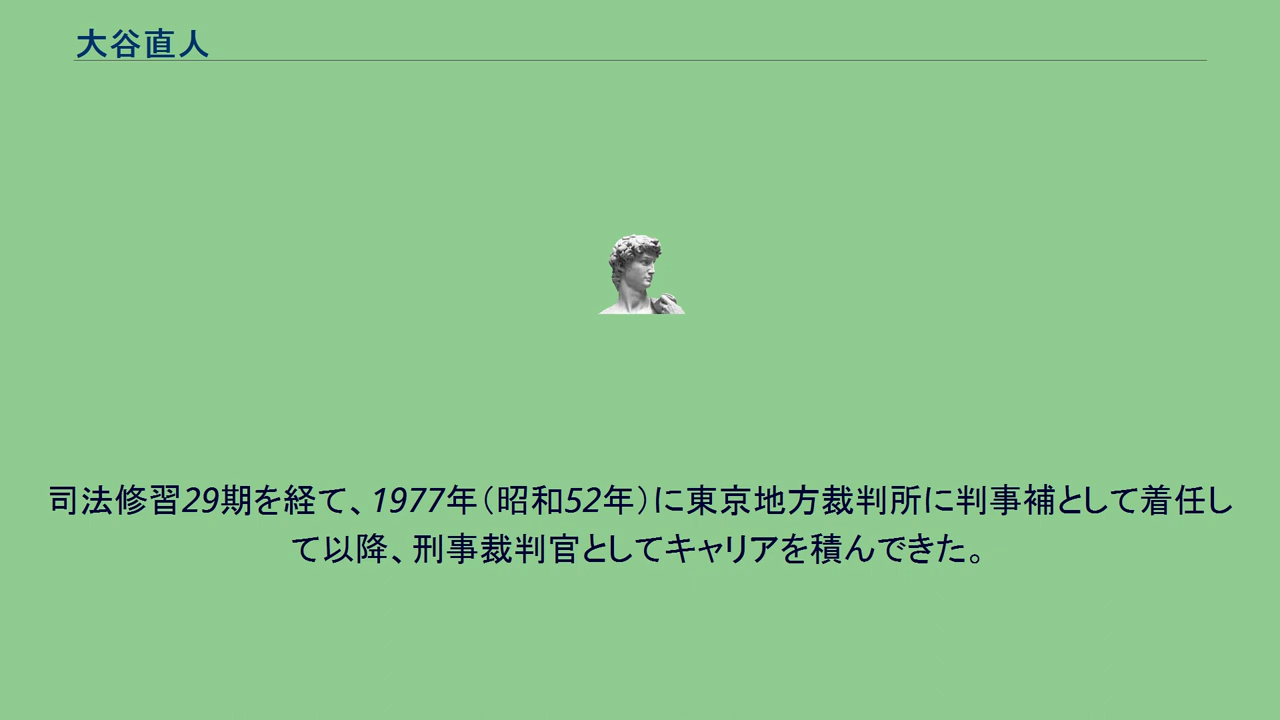 大谷直人
司法修習29期を経て、1977年（昭和52年）に東京地方裁判所に判事補として着任し
て以降、刑事裁判官としてキャリアを積んできた。